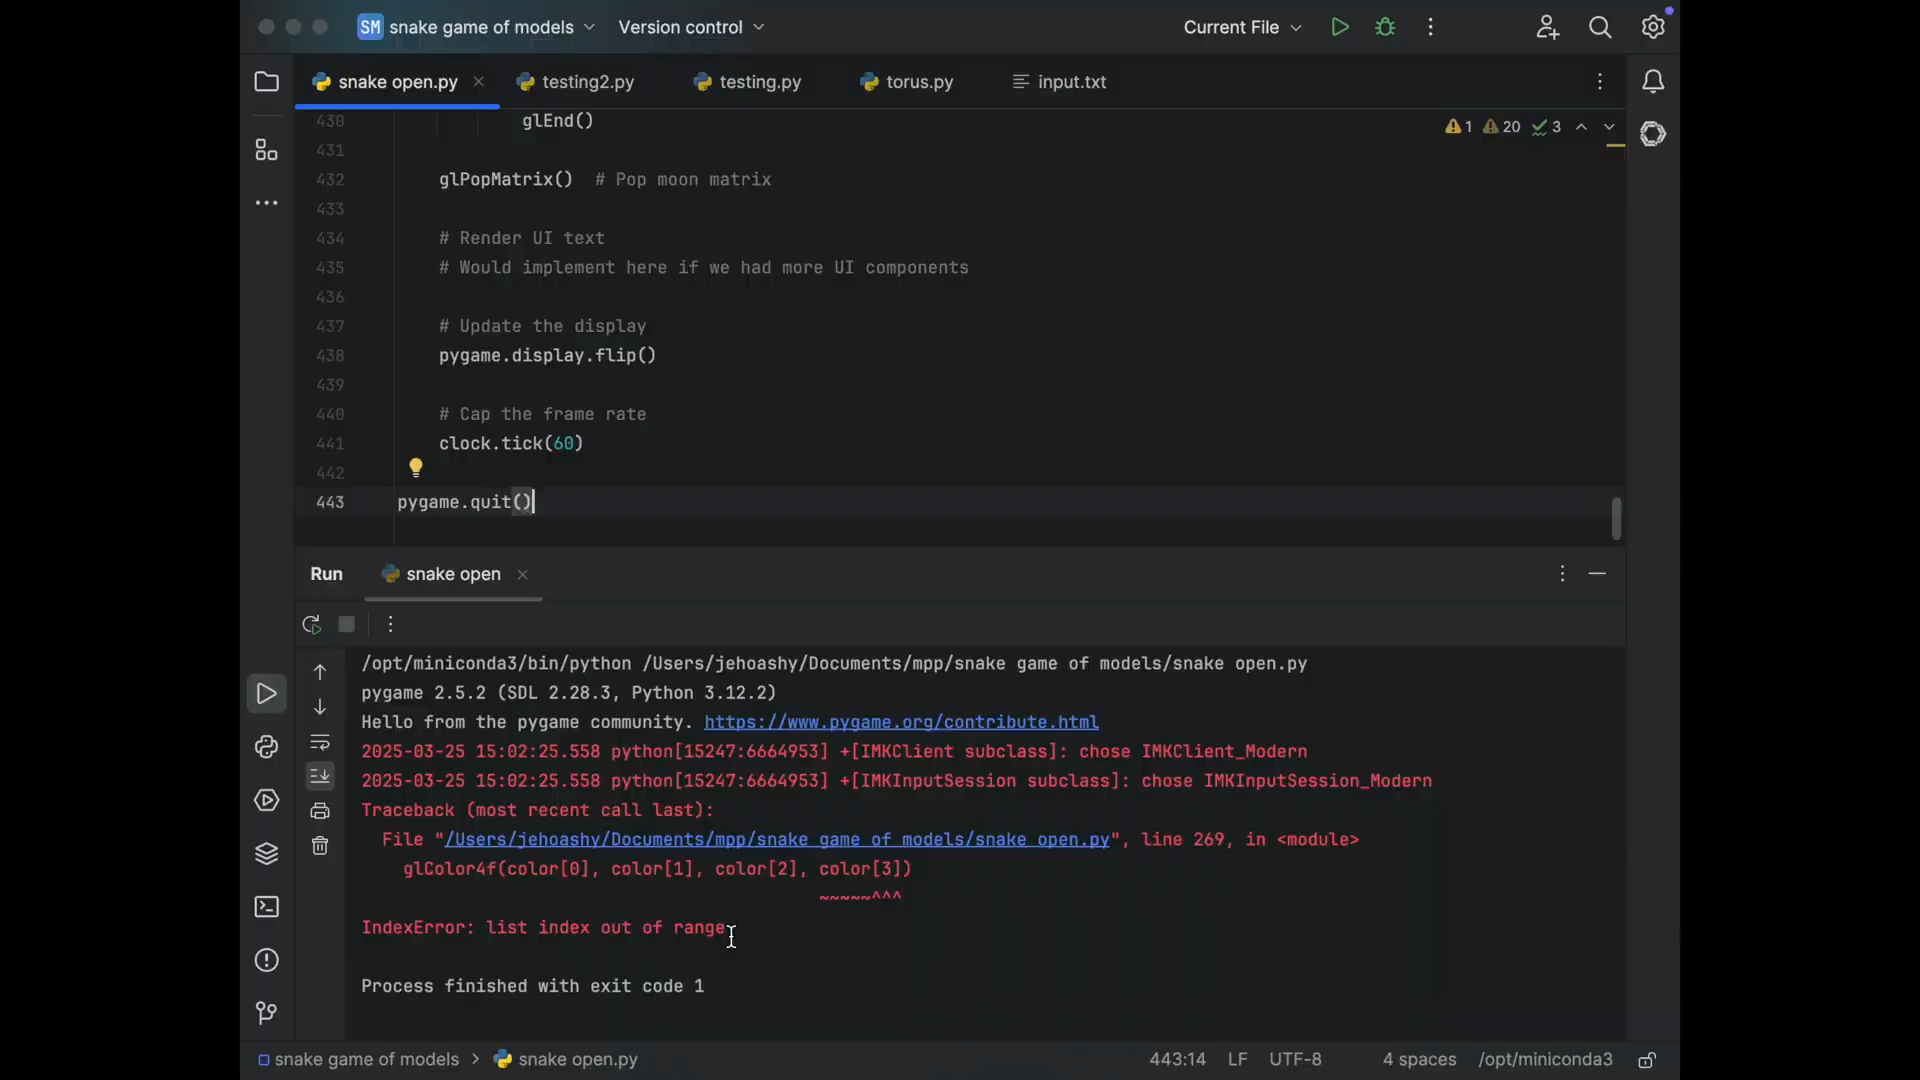 SM snake game of models Version control Current File
snake open.py testing2.py testing.py torus.py input.txt
1 20 3
430 glEnd()
431
432 glPopMatrix() # Pop moon matrix
433
434 # Render UI text
435 # Would implement here if we had more UI components
436
437 # Update the display
438 pygame.display.flip()
439
440 # Cap the frame rate
441 clock.tick(60)
442
443 pygame.quit()
Run snake open
/opt/miniconda3/bin/python /Users/jehoashy/Documents/mpp/snake game of models/snake open.py
pygame 2.5.2 (SDL 2.28.3, Python 3.12.2)
Hello from the pygame community. https://www.pygame.org/contribute.html
2025-03-25 15:02:25.558 python[15247:6664953] +[IMKClient subclass]: chose IMKClient_Modern
2025-03-25 15:02:25.558 python[15247:6664953] +[IMKInputSession subclass]: chose IMKInputSession_Modern
Traceback (most recent call last):
File "/Users/jehoashy/Documents/mpp/snake game of models/snake open.py", line 269, in <module>
glColor4f(color[0], color[1], color[2], color[3])
~~~~~^^^
IndexError: list index out of range
Process finished with exit code 1
snake game of models > snake open.py 443:14 LF UTF-8 4 spaces /opt/miniconda3